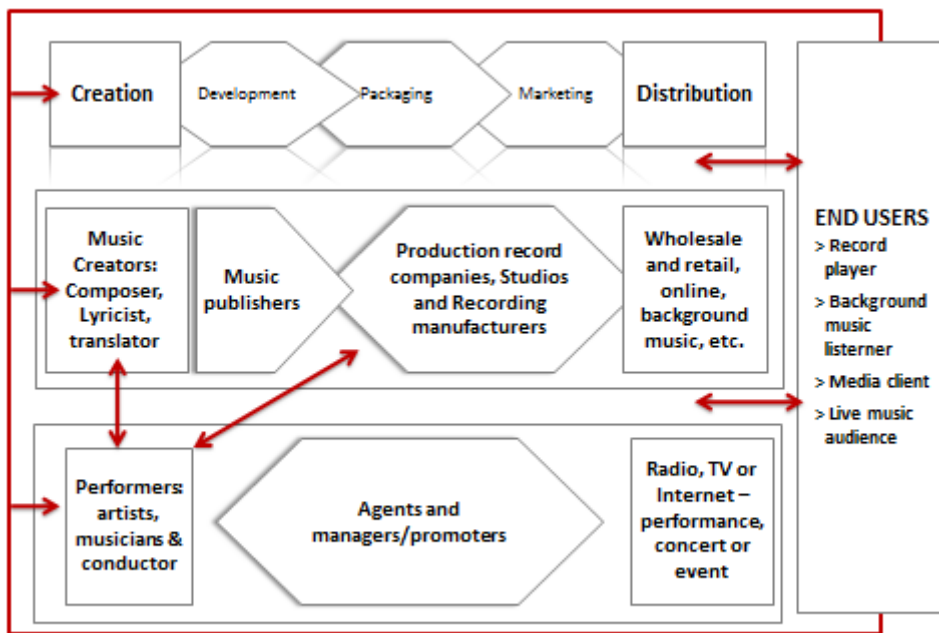 Creation
Development
Packaging
Marketing
Distribution
Music
Creators:
Composer,
Lyricist,
translator
Music
publishers
Production record
companies, Studios
and Recording
manufacturers
Wholesale
and retail,
online,
background
music, etc.
Performers:
artists,
musicians &
conductor
Agents and
managers/promoters
Radio, TV or
Internet –
performance,
concert or
event
END USERS
> Record
player
> Background
music
listerner
> Media client
> Live music
audience